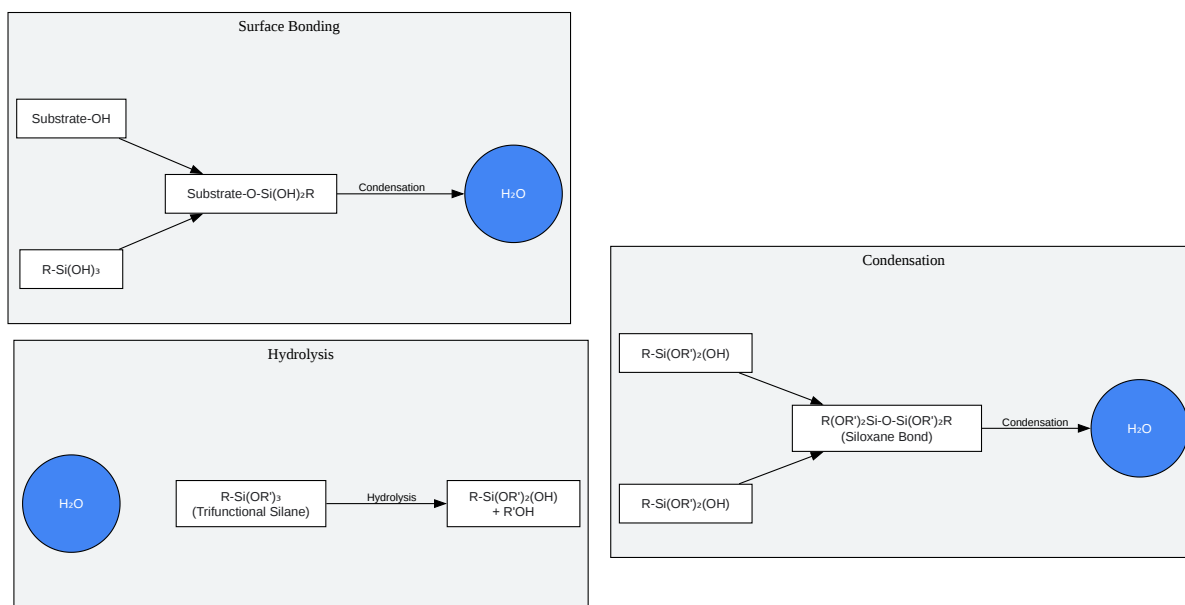 Surface Bonding
Substrate-OH
Substrate-O-Si(OH)₂R
Condensation
H₂O
R-Si(OH)₃
Hydrolysis
H₂O
R-Si(OR')₃
(Trifunctional Silane)
Hydrolysis
R-Si(OR')₂(OH)
+ R'OH
Condensation
R-Si(OR')₂(OH)
R(OR')₂Si-O-Si(OR')₂R
(Siloxane Bond)
Condensation
H₂O
R-Si(OR')₂(OH)